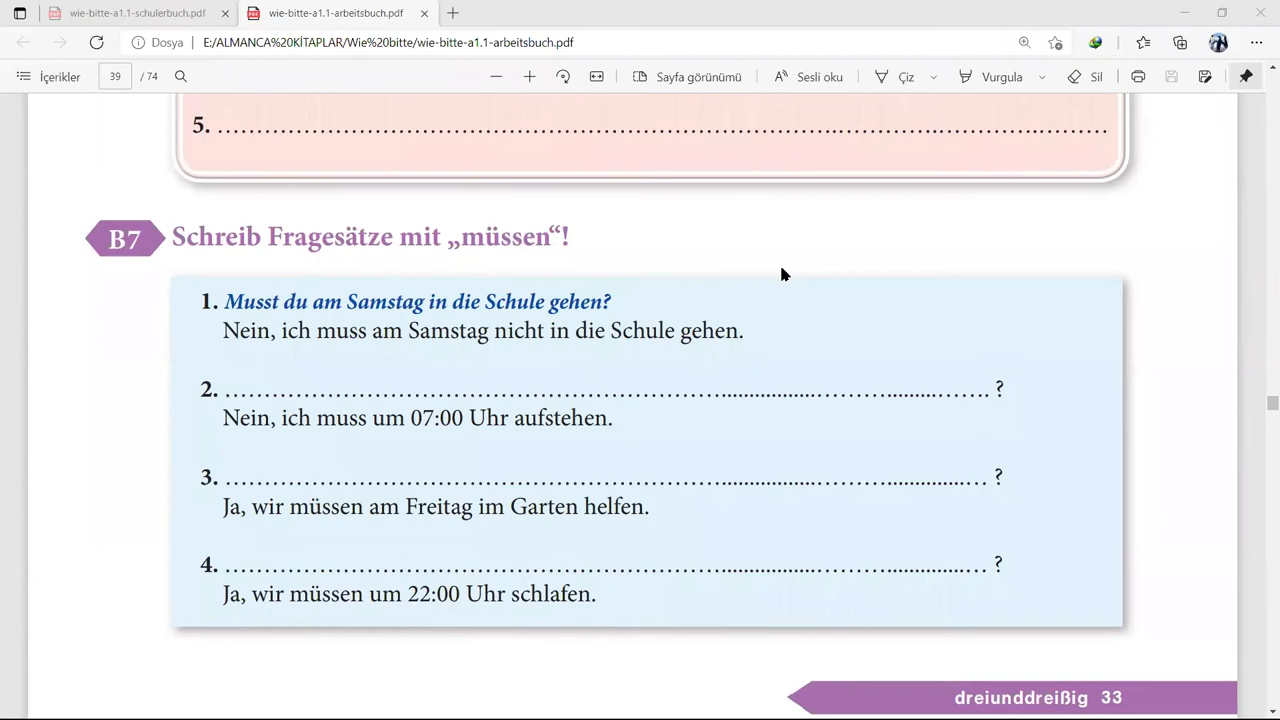 wie-bitte-a1.1-schulerbuch.pdf
wie-bitte-a1.1-arbeitsbuch.pdf
Dosya
E:/ALMANCA%20KİTAPLAR/Wie%20bitte/wie-bitte-a1.1-arbeitsbuch.pdf
İçerikler
39
/ 74
Sayfa görünümü
Sesli oku
Çiz
Vurgula
Sil
5. ................................................................
B7 Schreib Fragesätze mit „müssen“!
1. Musst du am Samstag in die Schule gehen?
Nein, ich muss am Samstag nicht in die Schule gehen.
2. ................................................................ ?
Nein, ich muss um 07:00 Uhr aufstehen.
3. ................................................................ ?
Ja, wir müssen am Freitag im Garten helfen.
4. ................................................................ ?
Ja, wir müssen um 22:00 Uhr schlafen.
dreiunddreißig 33